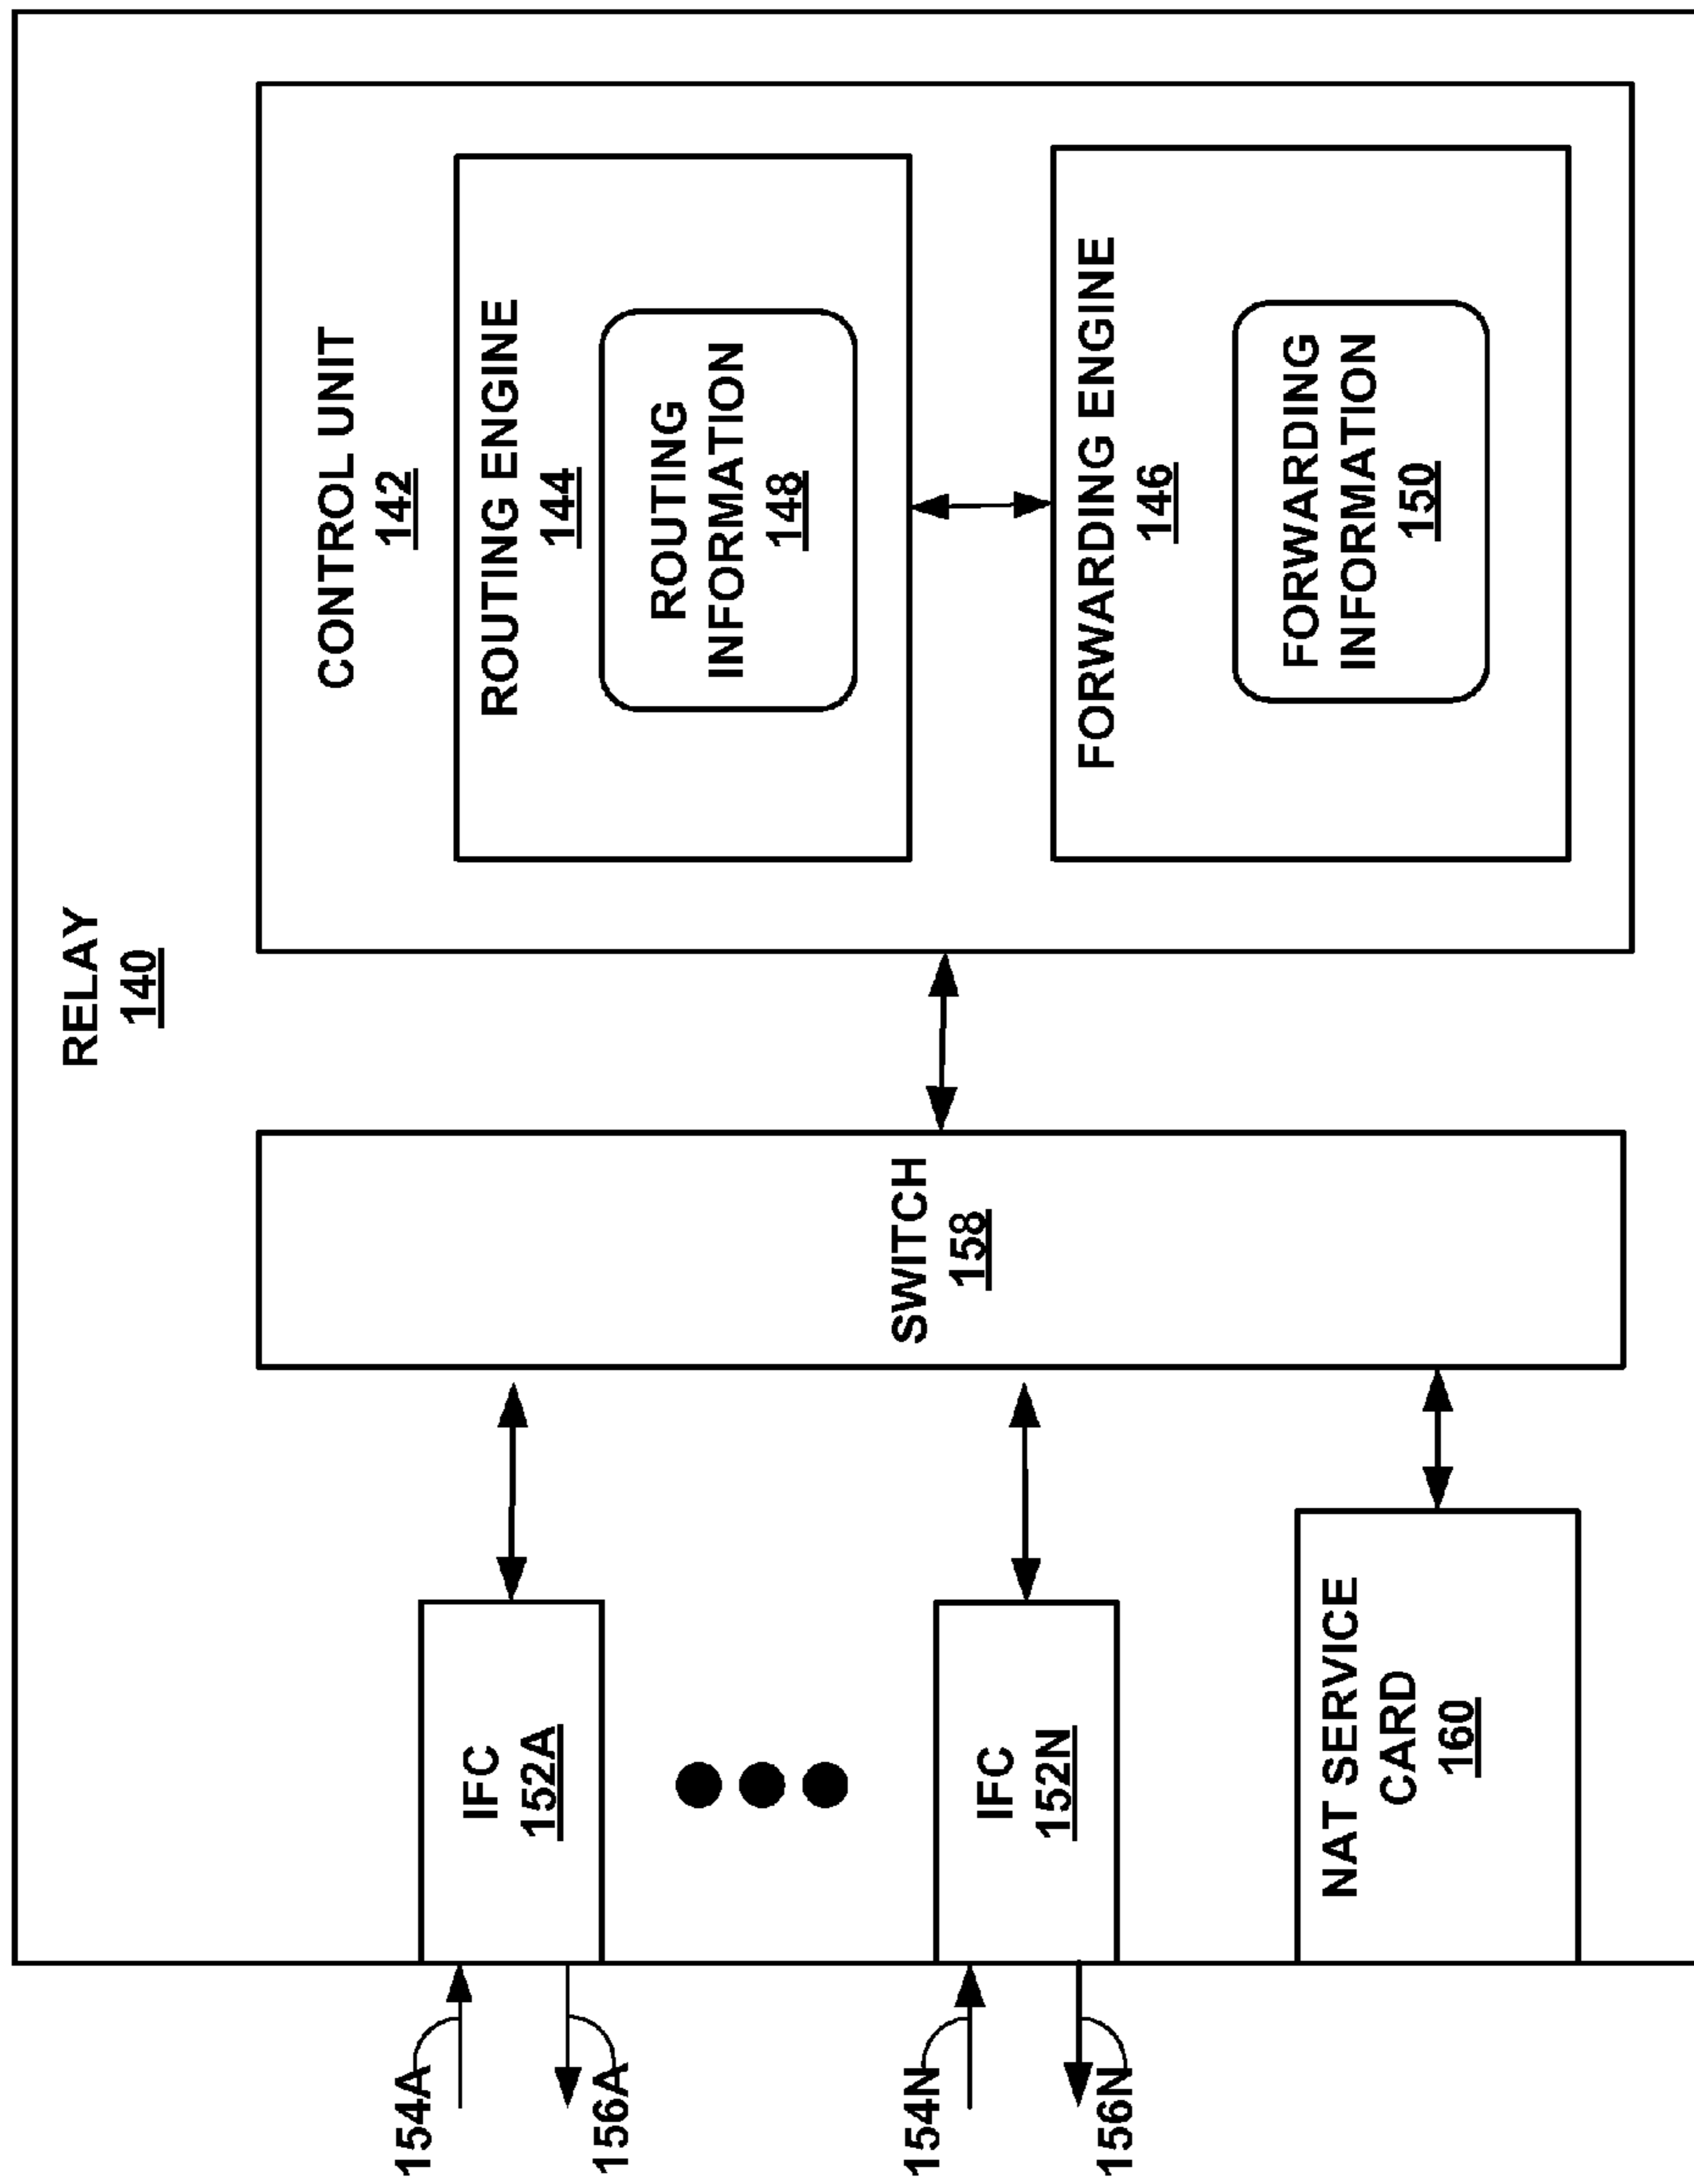 RELAY
140
CONTROL UNIT
142
ROUTING ENGINE
144
ROUTING
INFORMATION
148
FORWARDING ENGINE
146
FORWARDING
INFORMATION
150
SWITCH
158
IFC
152A
IFC
152N
NAT SERVICE
CARD
160
154A
156A
154N
156N